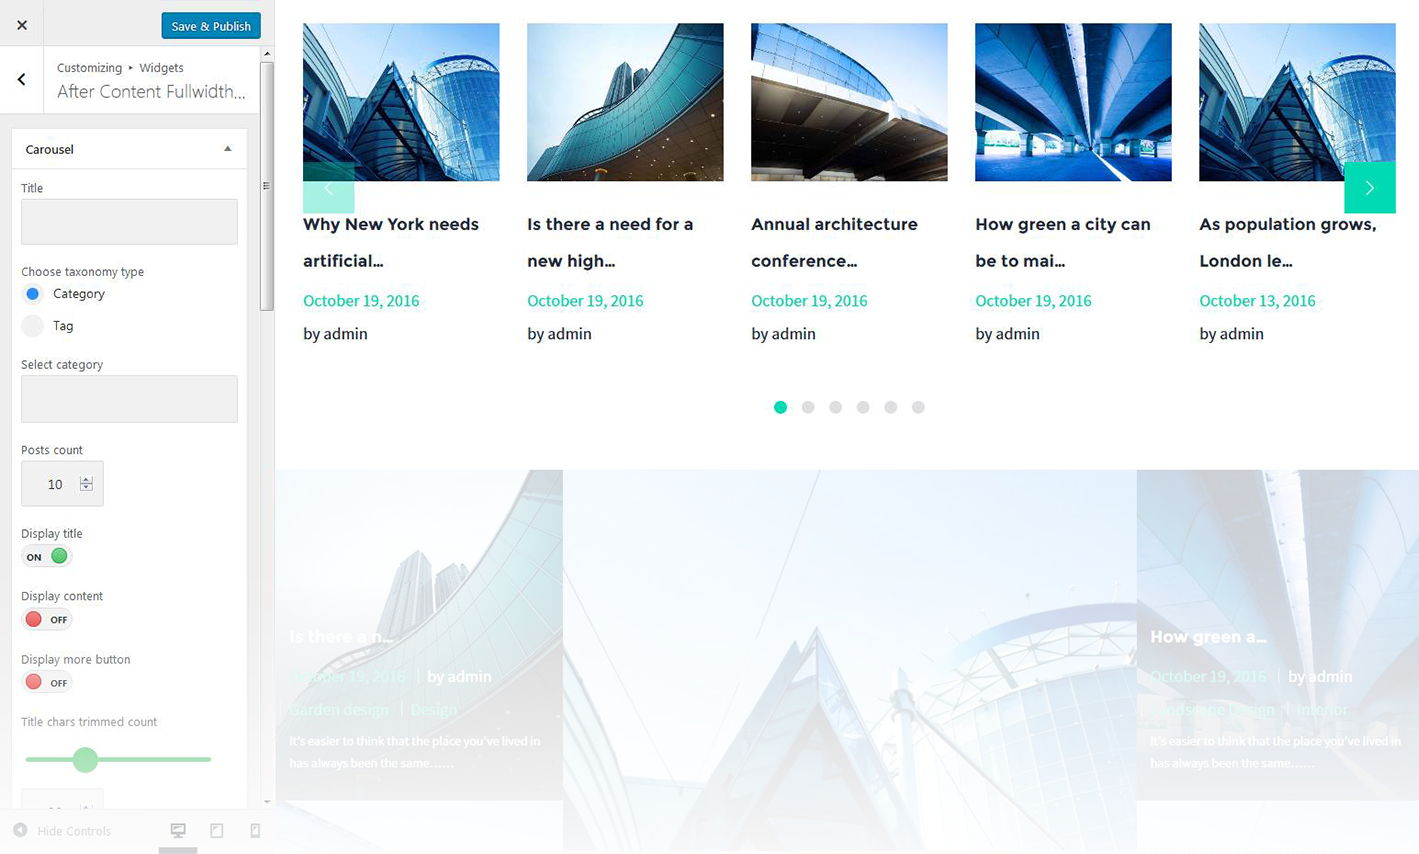 Save & Publish
Customizing ▸ Widgets
After Content Fullwidth...
Carousel
Title
Choose taxonomy type
Category
Tag
Select category
Posts count
10
Display title
ON
Display content
OFF
Display more button
OFF
Title chars trimmed count
Hide Controls
Why New York needs
artificial...
October 19, 2016
by admin
Is there a need for a
new high...
October 19, 2016
by admin
Annual architecture
conference...
October 19, 2016
by admin
How green a city can
be to mai...
October 19, 2016
by admin
As population grows,
London le...
October 13, 2016
by admin
Is there a n...
October 19, 2016 | by admin
Garden design | Design
It's easier to think that the place you've lived in
has always been the same……
How green a...
October 19, 2016 | by admin
Landscape Design | Interior
It's easier to think that the place you've lived in
has always been the same……